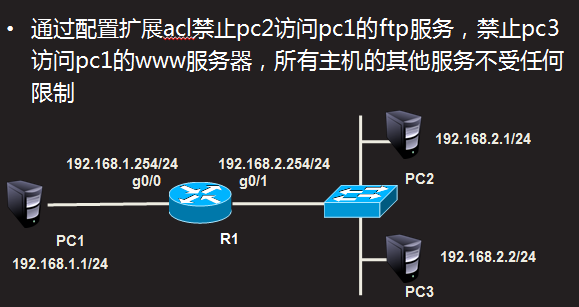 • 通过配置扩展acl禁止pc2访问pc1的ftp服务，禁止pc3
访问pc1的www服务器，所有主机的其他服务不受任何
限制
192.168.2.1/24
192.168.1.254/24 192.168.2.254/24
g0/0 g0/1
PC2
PC1 R1
192.168.2.2/24
192.168.1.1/24
PC3